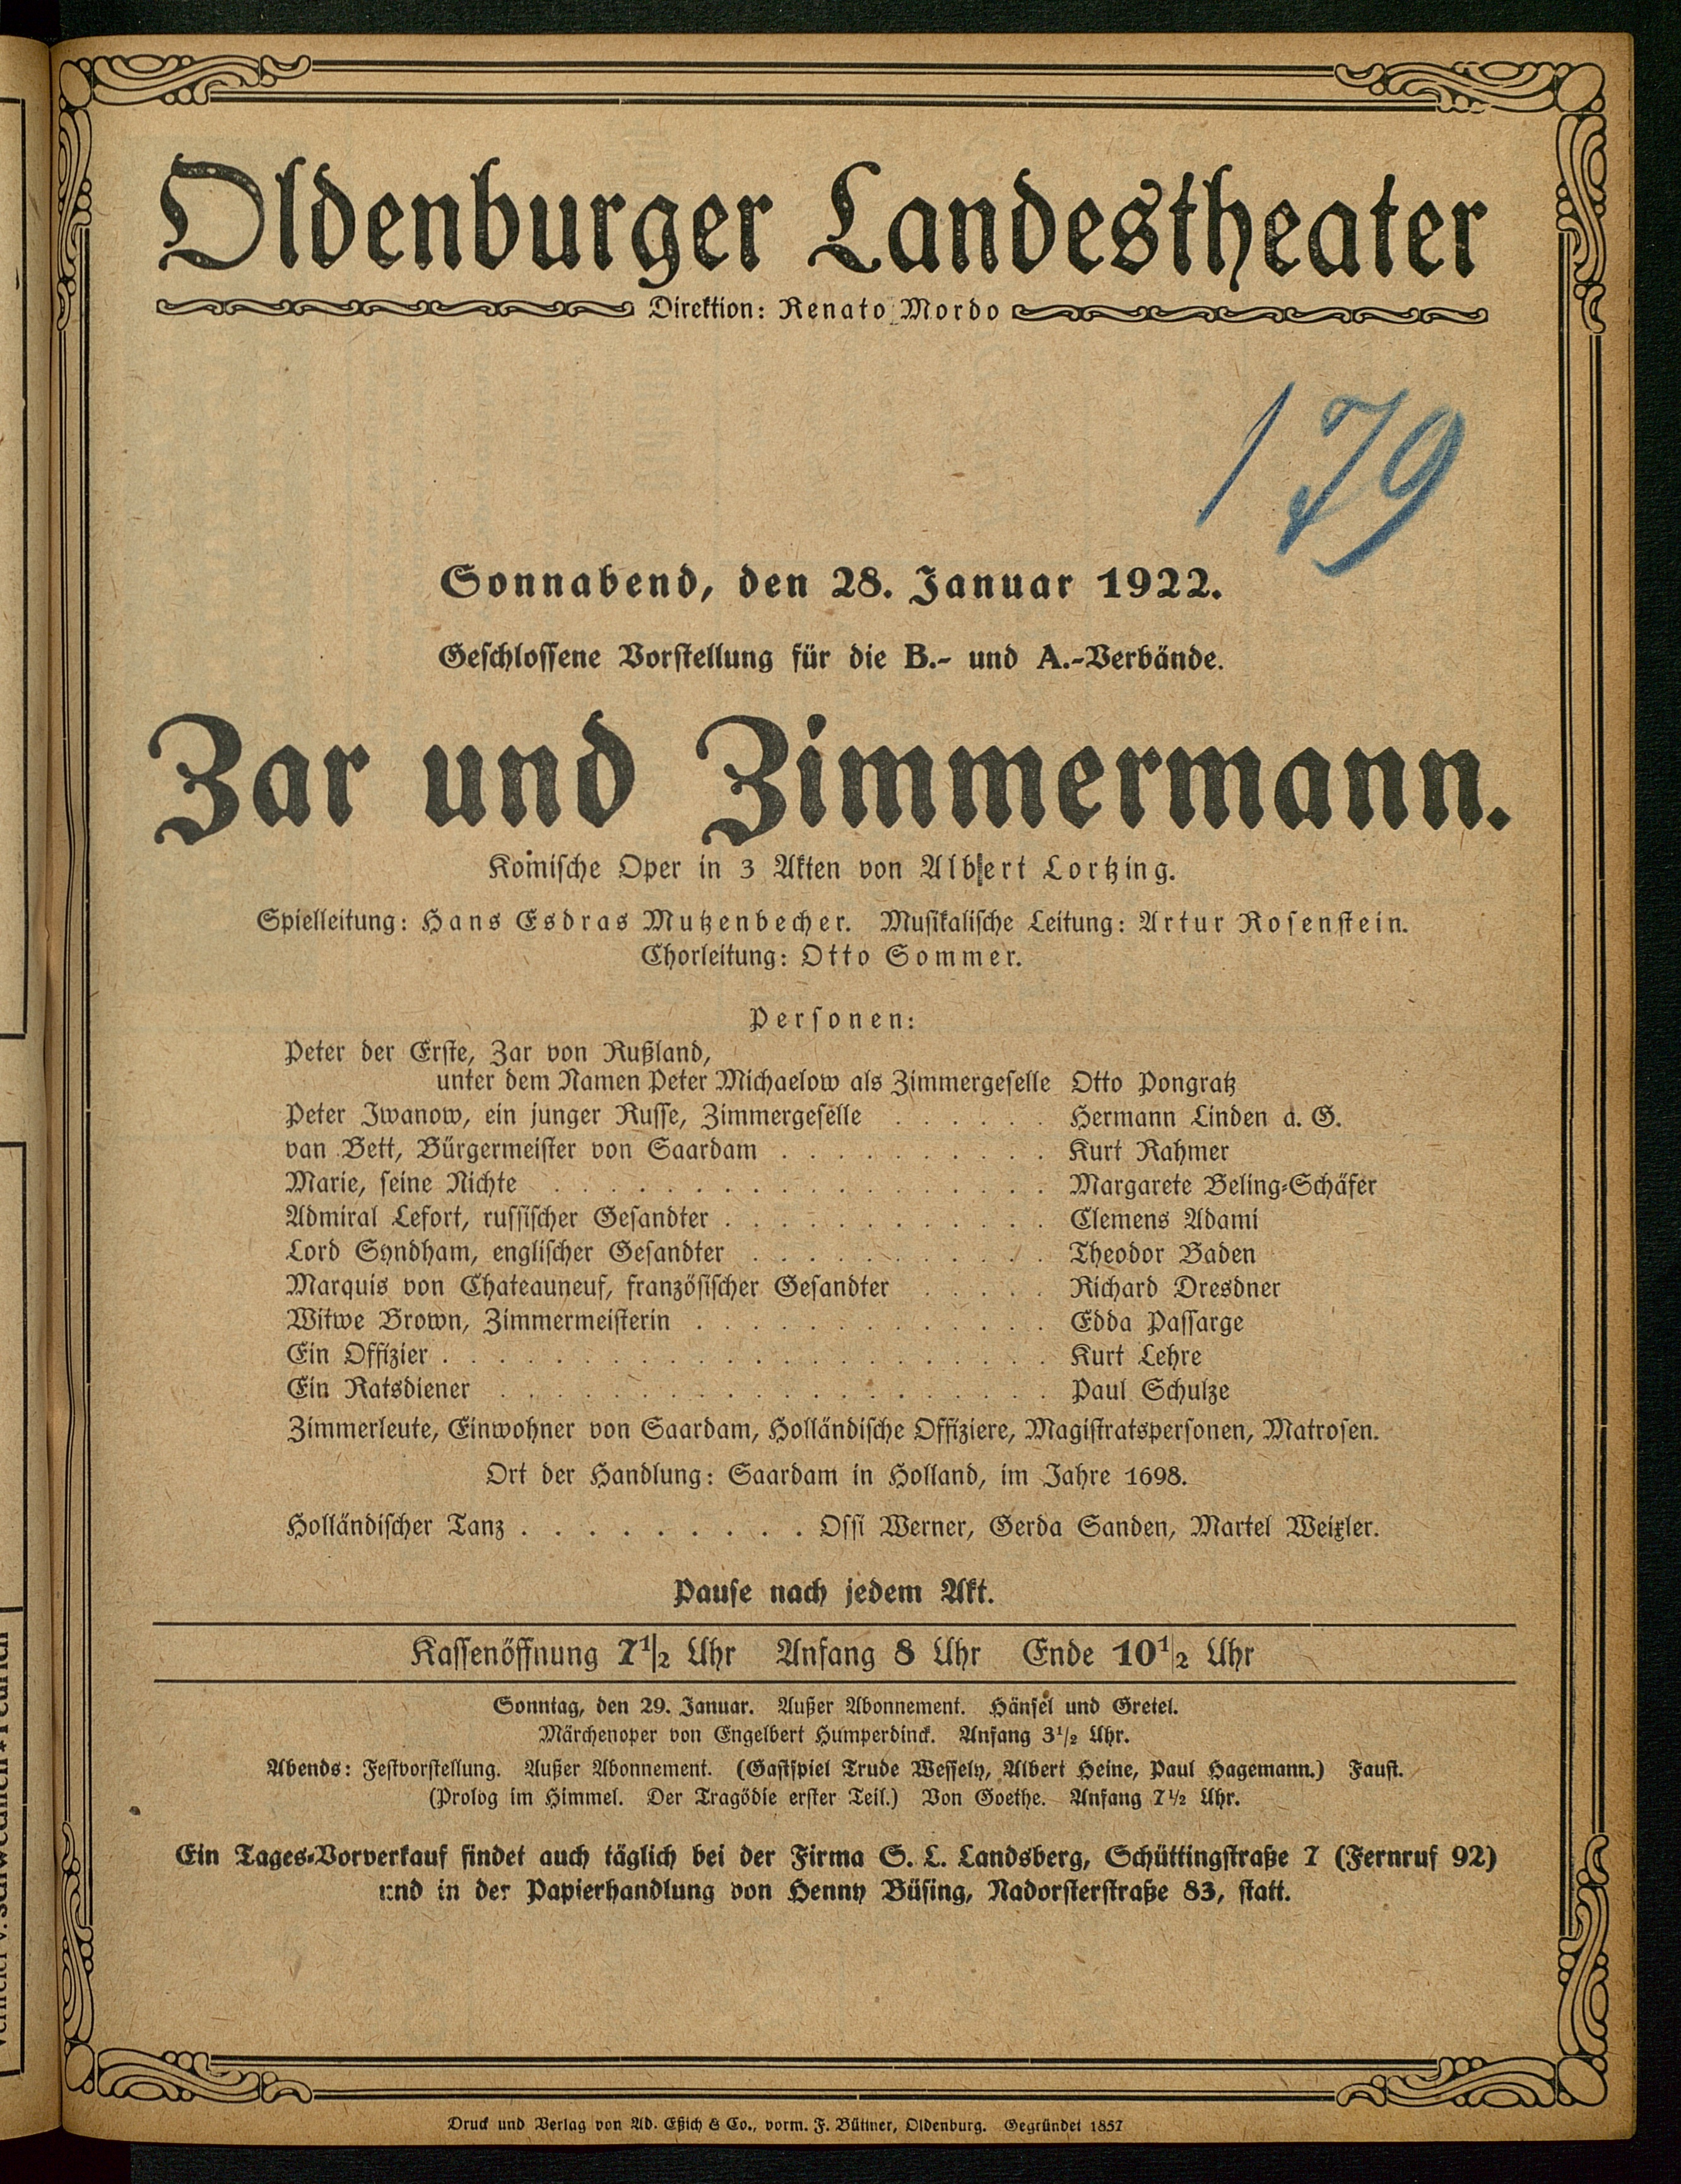 Oldenburger Landestheater
Direktion: Renato Mordo
179
Sonnabend, den 28. Januar 1922.
Geschlossene Vorstellung für die B.- und A.-Verbände.
Zar und Zimmermann.
Komische Oper in 3 Akten von Albert Lortzing.
Spielleitung: Hans Esdras Mutzenbecher. Musikalische Leitung: Artur Rosenstein.
Chorleitung: Otto Sommer.
Personen:
Peter der Erste, Zar von Rußland,
unter dem Namen Peter Michaelow als Zimmergeselle Otto Pongratz
Peter Iwanow, ein junger Russe, Zimmergeselle . . . . . . Hermann Linden a. G.
van Bett, Bürgermeister von Saardam . . . . . . . . . . Kurt Rahmer
Marie, seine Nichte . . . . . . . . . . . . . . . . . . Margarete Beling-Schäfer
Admiral Lefort, russischer Gesandter . . . . . . . . . . . . Clemens Adami
Lord Syndham, englischer Gesandter . . . . . . . . . . . Theodor Baden
Marquis von Chateauneuf, französischer Gesandter . . . . . Richard Dresdner
Witwe Brown, Zimmermeisterin . . . . . . . . . . . . . Edda Passarge
Ein Offizier . . . . . . . . . . . . . . . . . . . . . . Kurt Lehre
Ein Ratsdiener . . . . . . . . . . . . . . . . . . . . Paul Schulze
Zimmerleute, Einwohner von Saardam, Holländische Offiziere, Magistratspersonen, Matrosen.
Ort der Handlung: Saardam in Holland, im Jahre 1698.
Holländischer Tanz . . . . . . . . . Ossi Werner, Gerda Sanden, Martel Weixler.
Pause nach jedem Akt.
Kassenöffnung 7 1/2 Uhr Anfang 8 Uhr Ende 10 1/2 Uhr
Sonntag, den 29. Januar. Außer Abonnement. Hänsel und Gretel.
Märchenoper von Engelbert Humperdinck. Anfang 3 1/2 Uhr.
Abends: Festvorstellung. Außer Abonnement. (Gastspiel Trude Wessely, Albert Heine, Paul Hagemann.) Faust.
(Prolog im Himmel. Der Tragödie erster Teil.) Von Goethe. Anfang 7 1/2 Uhr.
Ein Tages-Vorverkauf findet auch täglich bei der Firma S. L. Landsberg, Schüttingstraße 7 (Fernruf 92)
und in der Papierhandlung von Henny Büsing, Nadorsterstraße 83, statt.
Druck und Verlag von Ad. Eßich & Co., vorm. F. Büttner, Oldenburg. Gegründet 1857